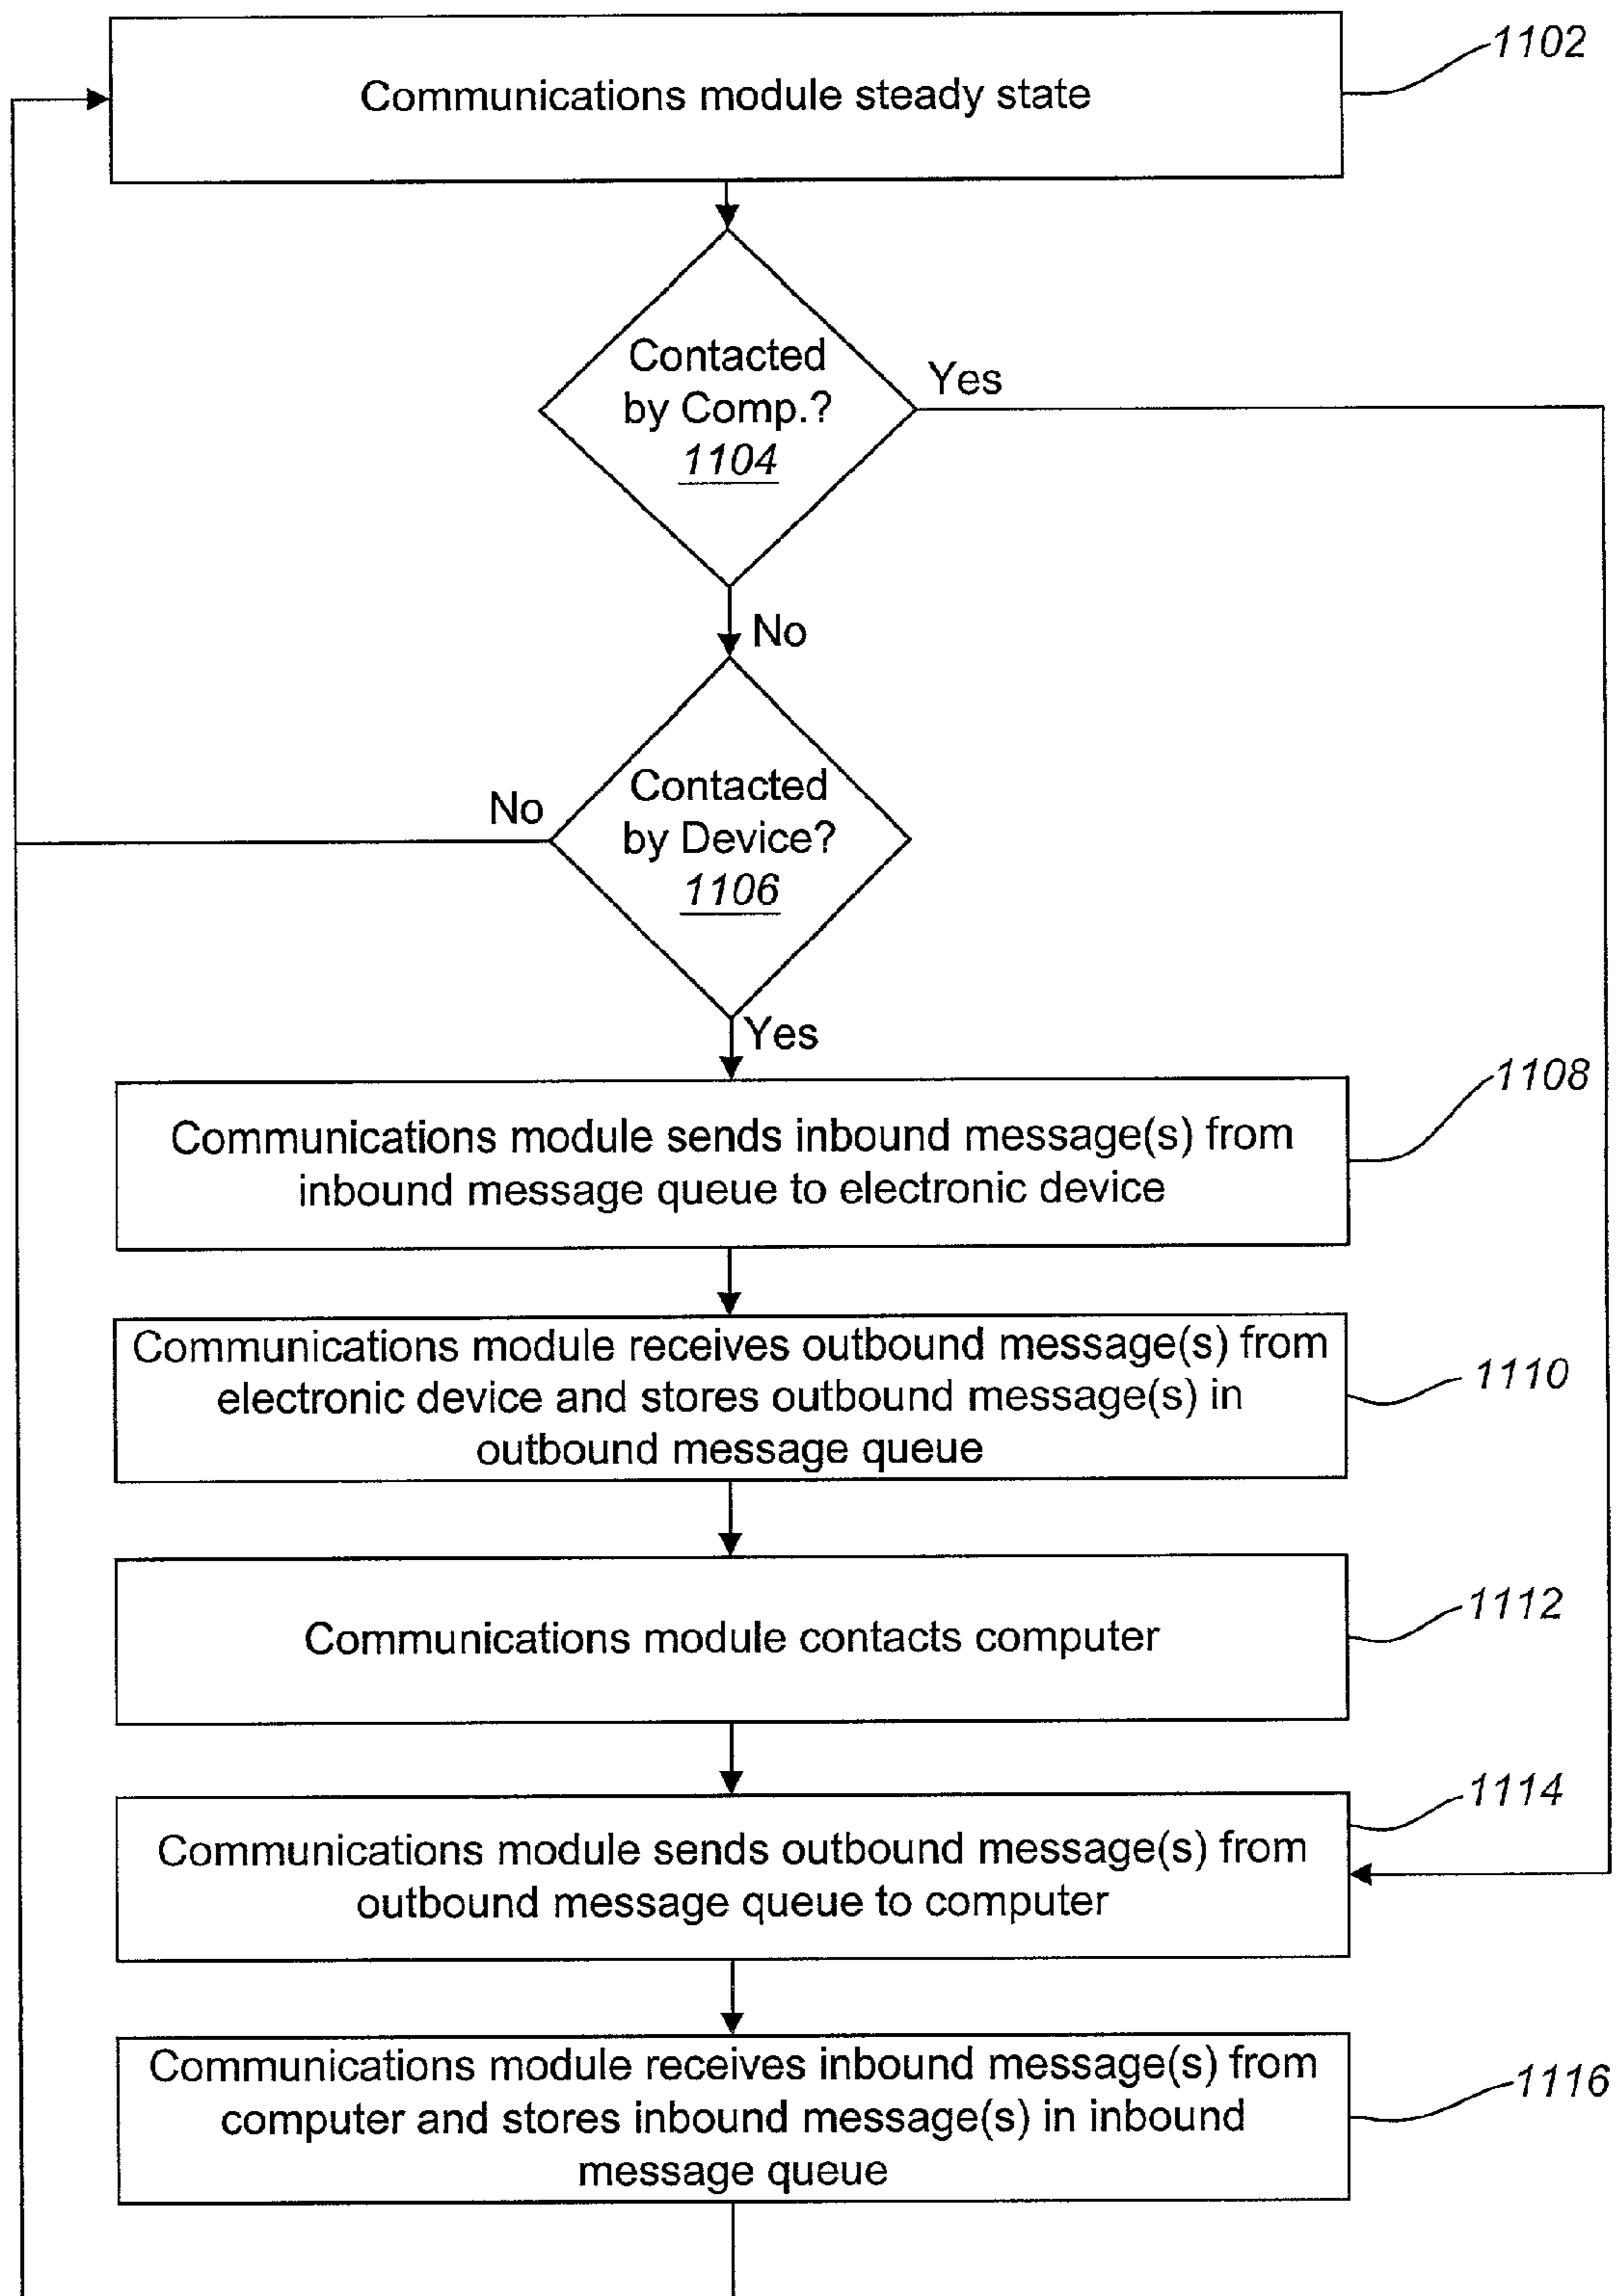 1102
Communications module steady state
Contacted
by Comp.?
1104
Yes
No
Contacted
by Device?
1106
No
Yes
1108
Communications module sends inbound message(s) from
inbound message queue to electronic device
Communications module receives outbound message(s) from
electronic device and stores outbound message(s) in
outbound message queue
1110
Communications module contacts computer
1112
1114
Communications module sends outbound message(s) from
outbound message queue to computer
Communications module receives inbound message(s) from
computer and stores inbound message(s) in inbound
message queue
1116